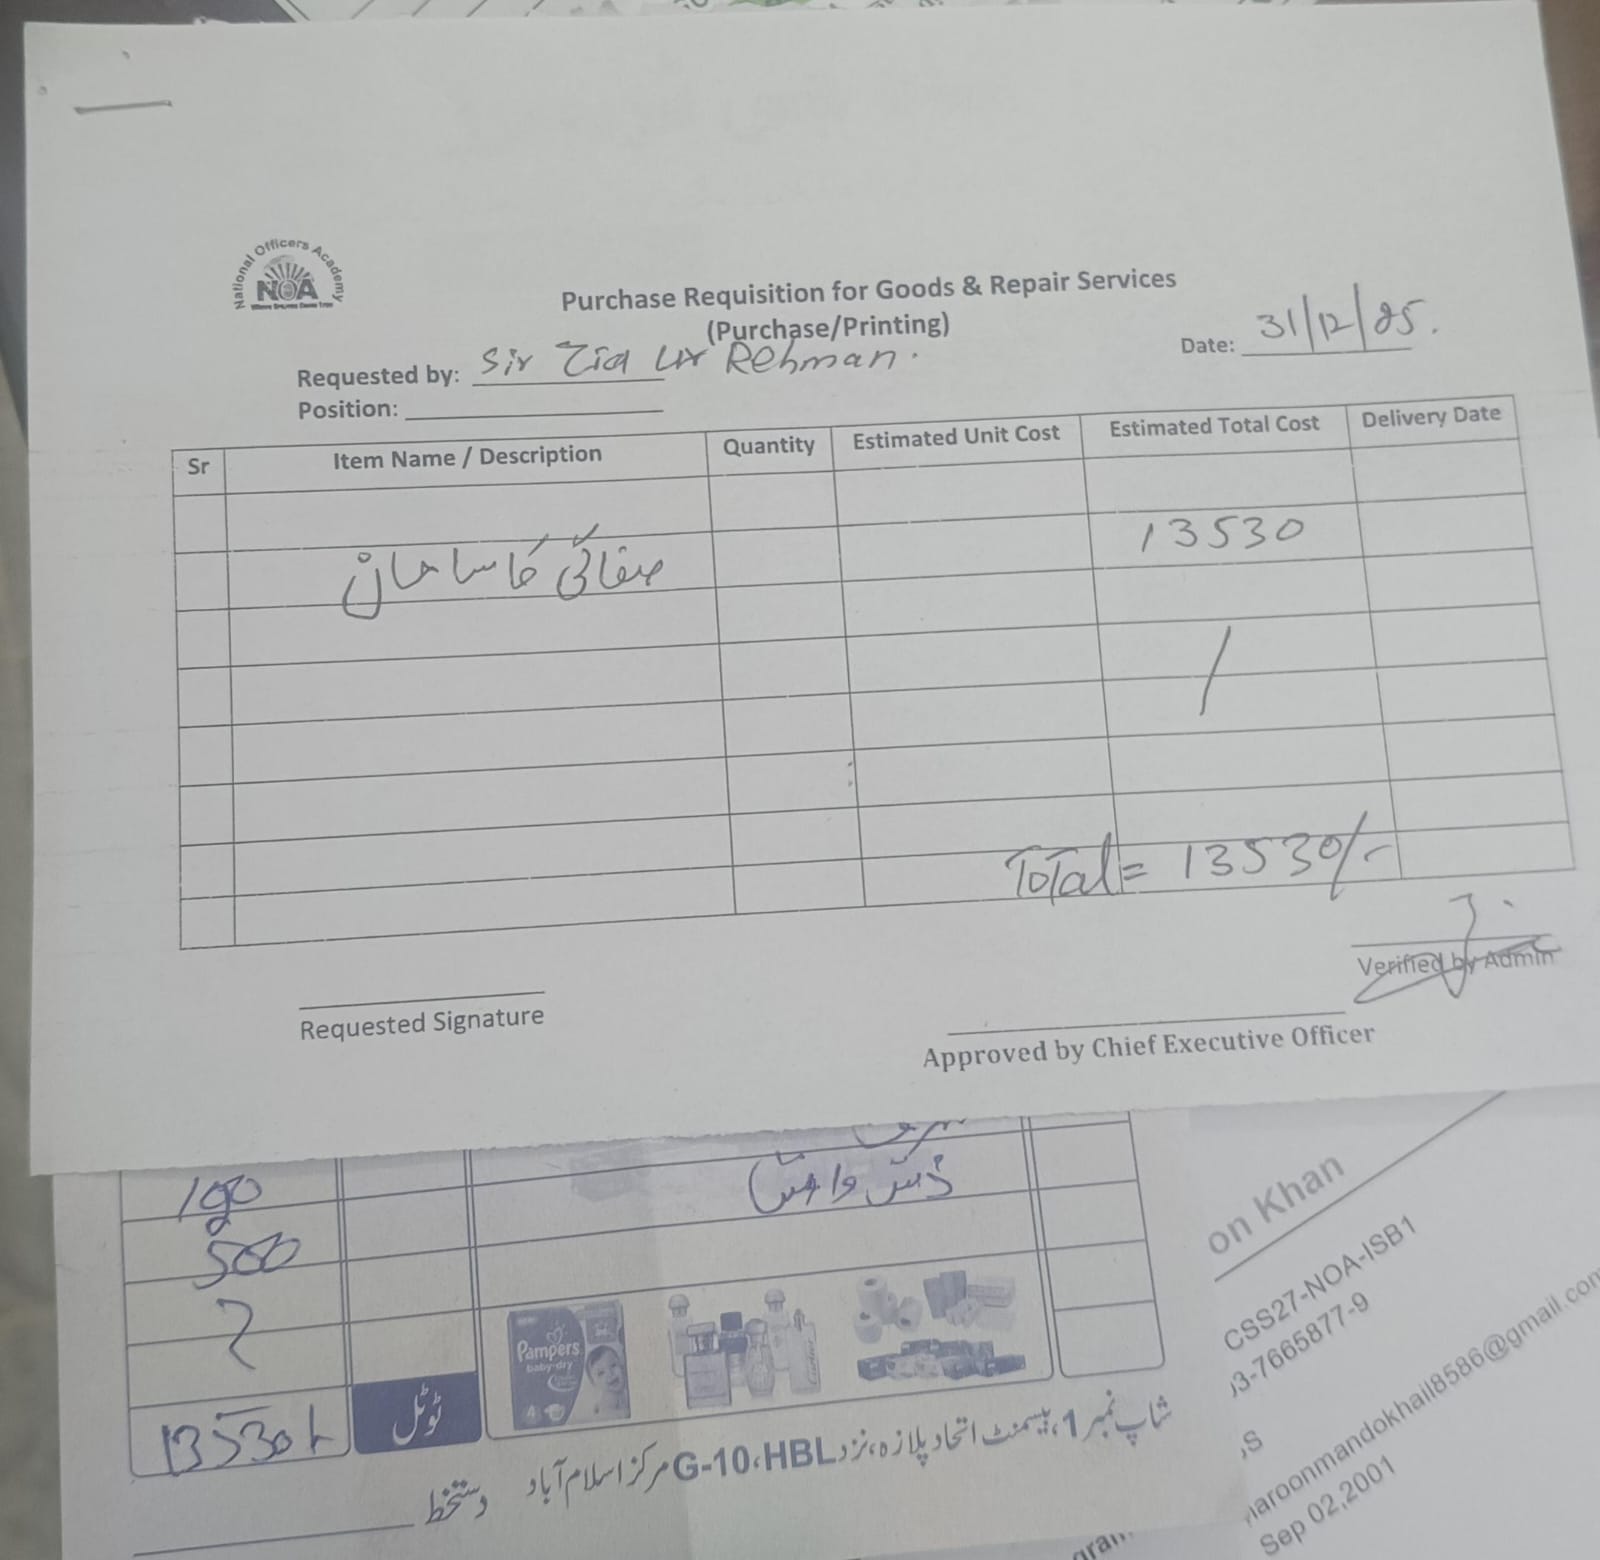 National Officers Academy
NOA
Purchase Requisition for Goods & Repair Services
(Purchase/Printing)
Date: 31/12/25.
Requested by: Sir Zia ur Rehman.
Position:
Sr Item Name / Description Quantity Estimated Unit Cost Estimated Total Cost Delivery Date
صفائی کا سامان 13530
Total = 13530/-
Verified by Admin
Requested Signature
Approved by Chief Executive Officer
ڈش واش
500
Pampers
baby-dry
4
ٹوٹل 13530/-
شاپ نمبر 1، بیسمنٹ اتحاد پلازہ، نزد HBL، G-10 مرکز اسلام آباد
دستخط
on Khan
CSS27-NOA-ISB1
3-7665877-9
aroonmandokhail8586@gmail.com
Sep 02,2001